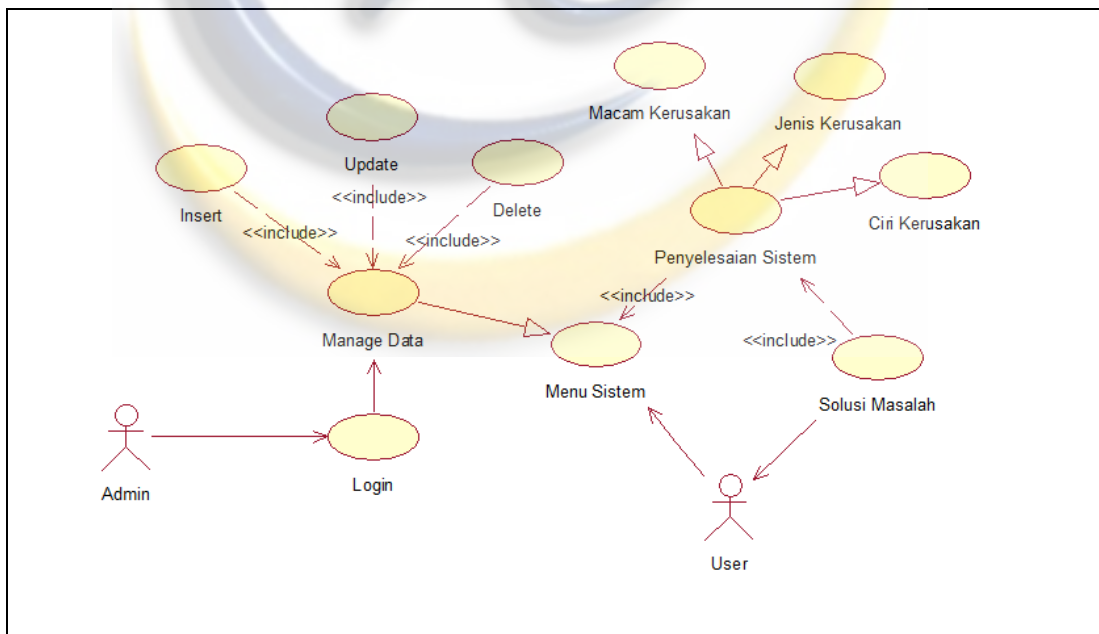 Macam Kerusakan
Jenis Kerusakan
Update
<<include>>
Insert
Delete
Ciri Kerusakan
<<include>>
<<include>>
Penyelesaian Sistem
<<include>>
Manage Data
<<include>>
Menu Sistem
Solusi Masalah
Admin
Login
User